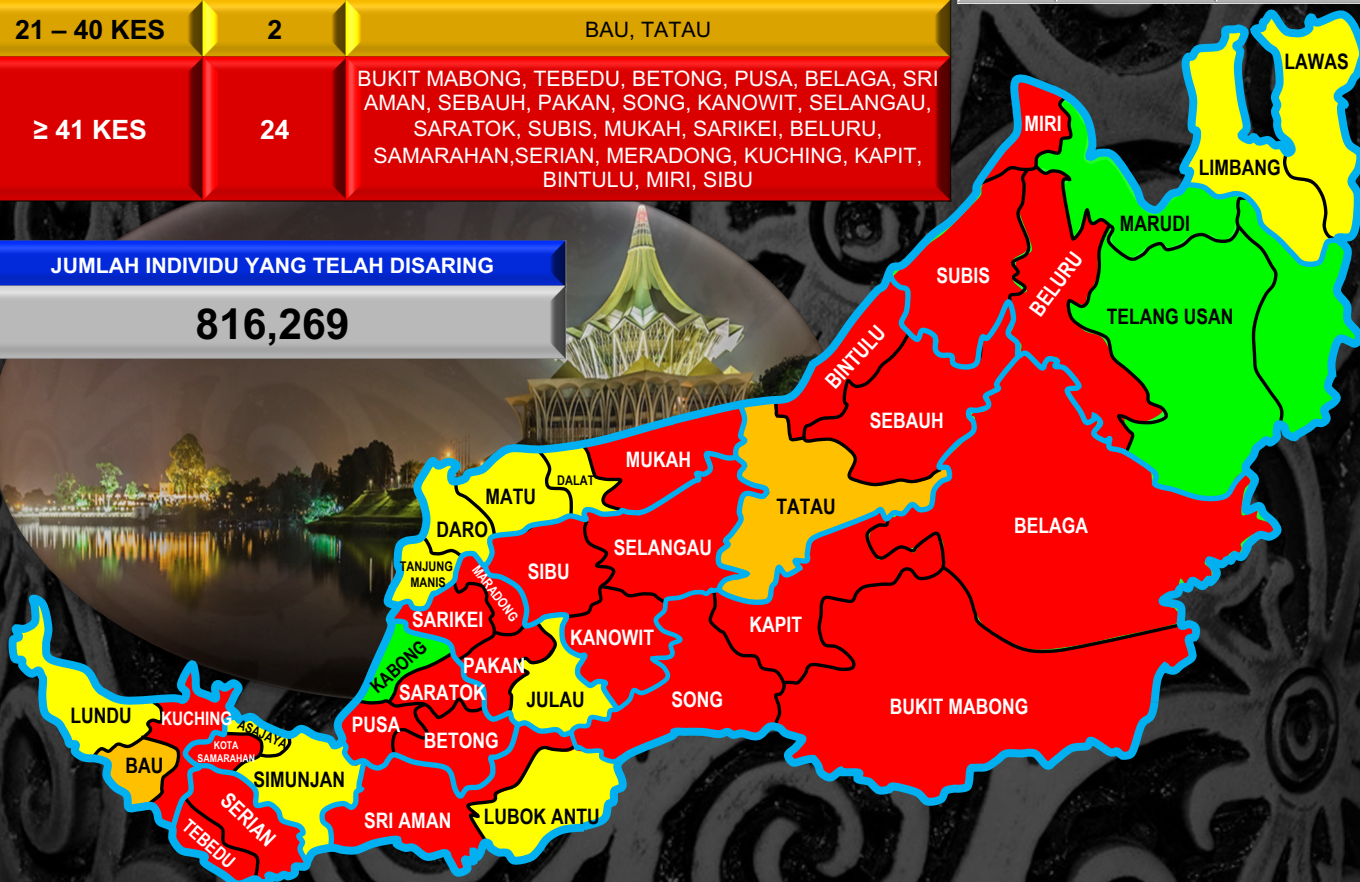 21 – 40 KES
2
BAU, TATAU
≥ 41 KES
24
BUKIT MABONG, TEBEDU, BETONG, PUSA, BELAGA, SRI
AMAN, SEBAUH, PAKAN, SONG, KANOWIT, SELANGAU,
SARATOK, SUBIS, MUKAH, SARIKEI, BELURU,
SAMARAHAN,SERIAN, MERADONG, KUCHING, KAPIT,
BINTULU, MIRI, SIBU
JUMLAH INDIVIDU YANG TELAH DISARING
816,269
LAWAS
MIRI
LIMBANG
MARUDI
SUBIS
BELURU
TELANG USAN
BINTULU
SEBAUH
MUKAH
DALAT
MATU
TATAU
DARO
BELAGA
SELANGAU
TANJUNG
MANIS
SIBU
MARADONG
SARIKEI
KAPIT
KANOWIT
KABONG
PAKAN
SARATOK
JULAU
SONG
BUKIT MABONG
LUNDU
KUCHING
ASAJAYA
PUSA
BETONG
KOTA
SAMARAHAN
BAU
SIMUNJAN
SERIAN
SRI AMAN
LUBOK ANTU
TEBEDU